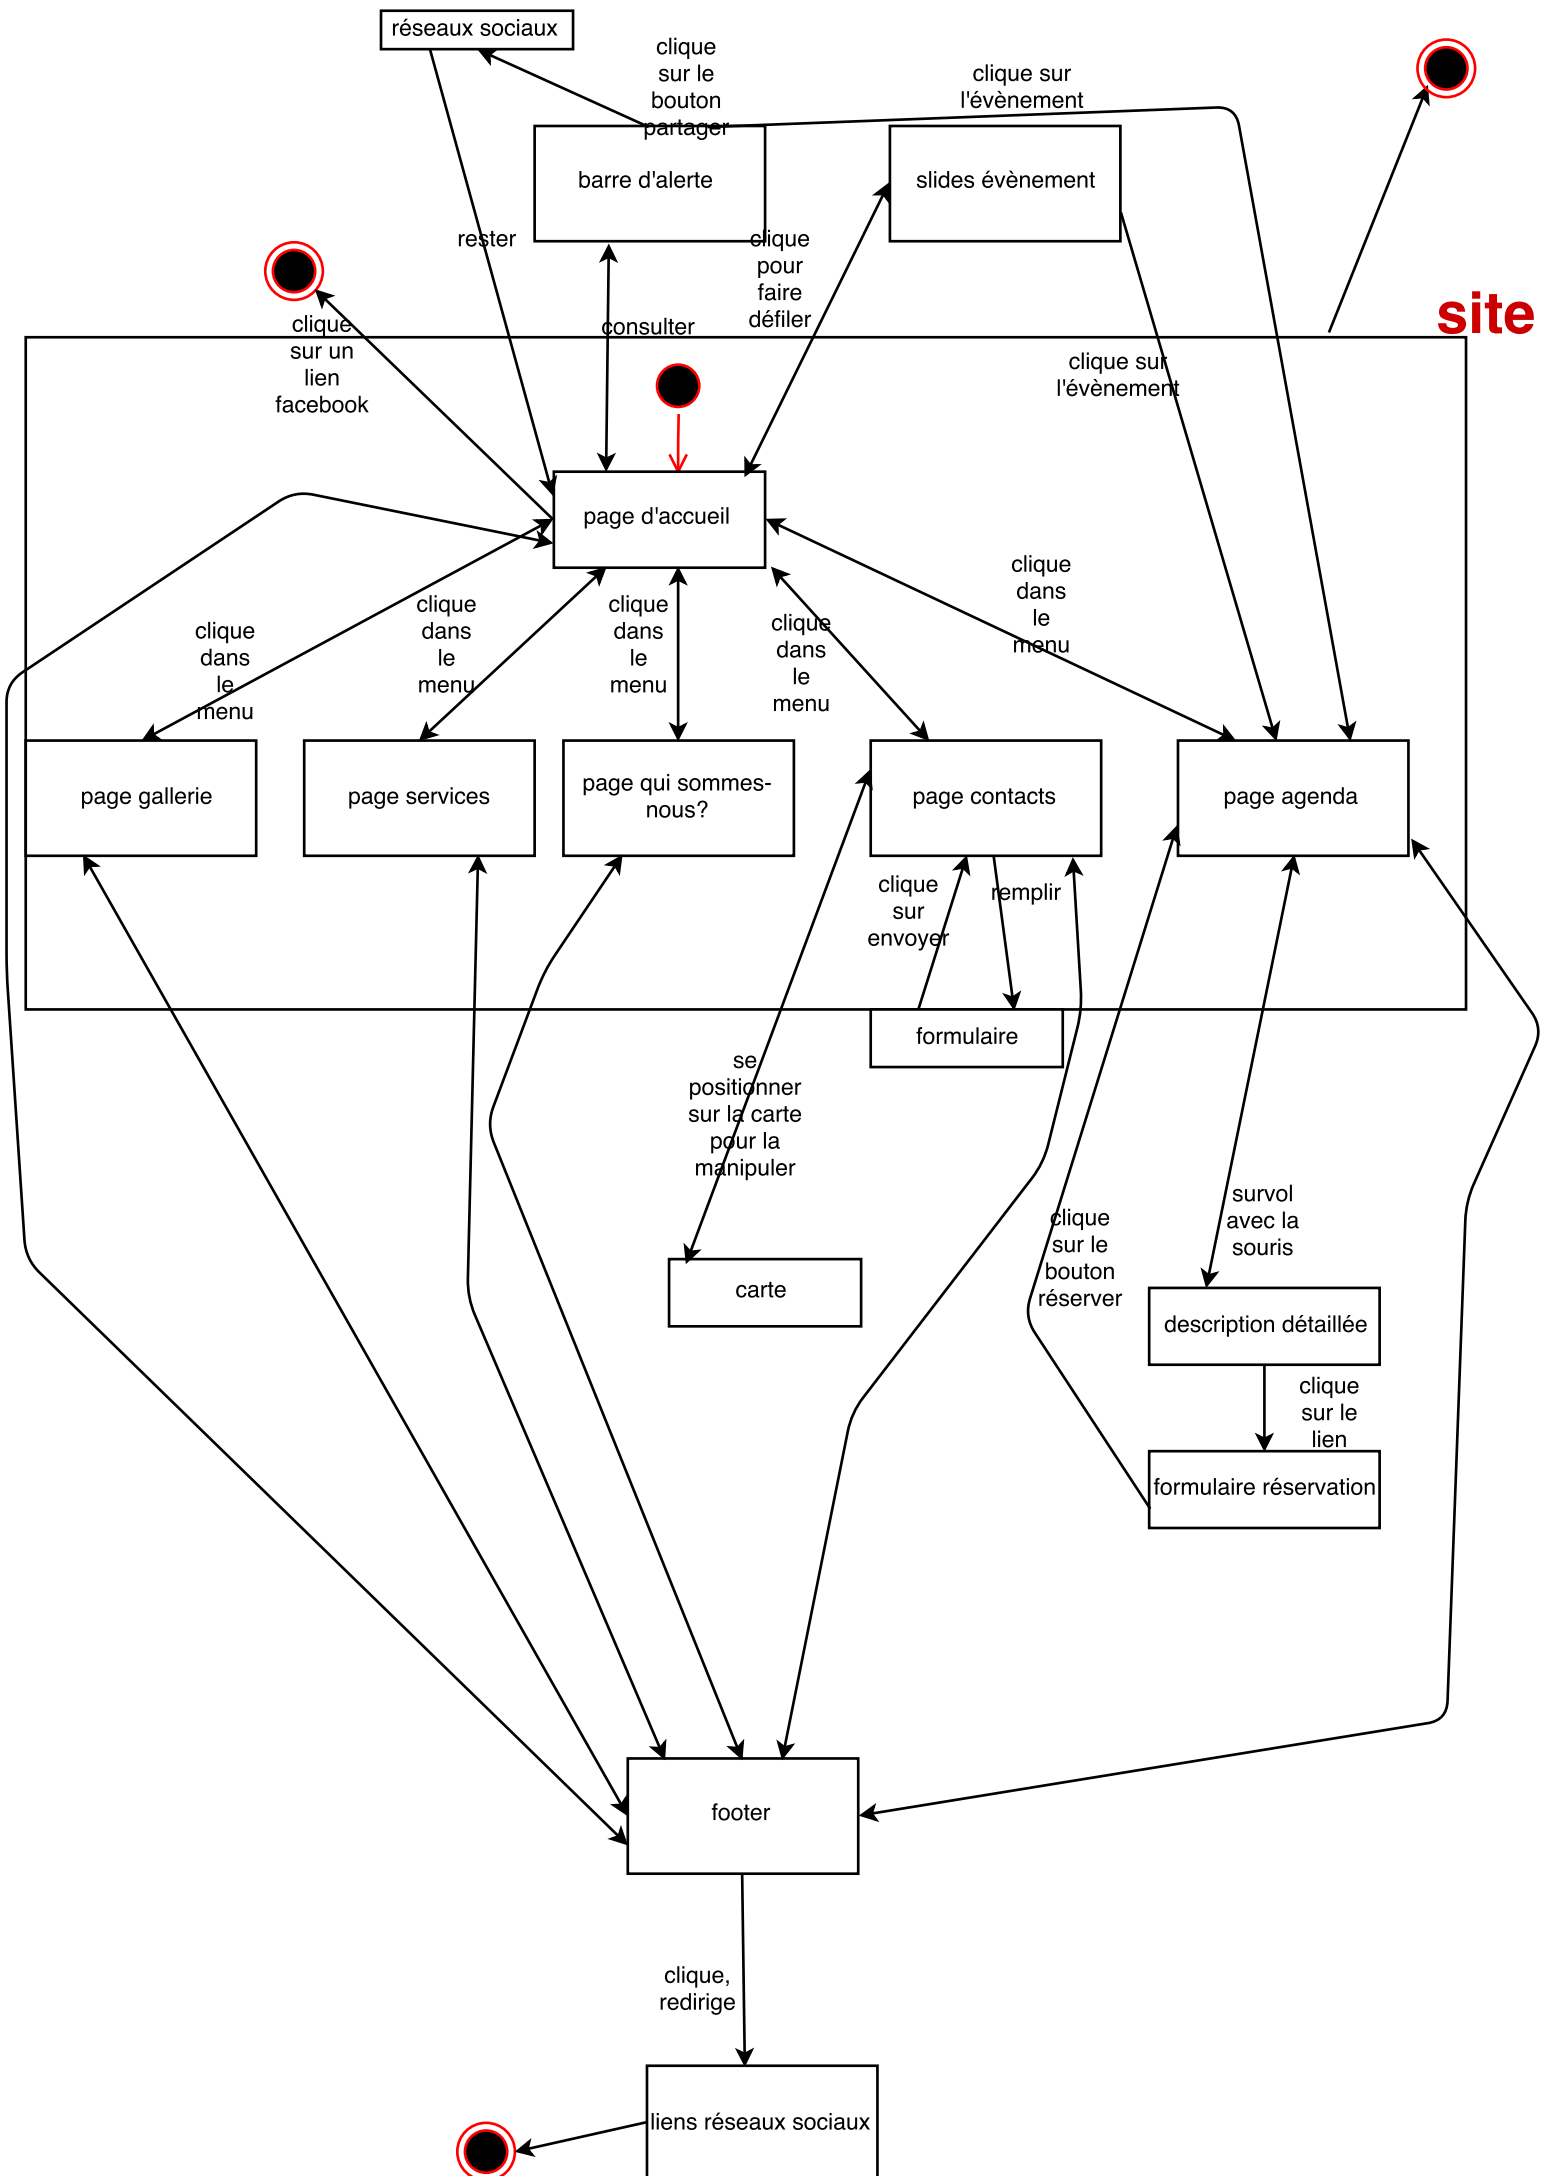 réseaux sociaux
clique
sur le
bouton
partager
clique sur
l'évènement
barre d'alerte
slides évènement
rester
clique
pour
faire
défiler
consulter
site
clique
sur un
lien
facebook
clique sur
l'évènement
page d'accueil
clique
dans
le
menu
clique
dans
le
menu
clique
dans
le
menu
clique
dans
le
menu
clique
dans
le
menu
page gallerie
page services
page qui sommes-
nous?
page contacts
page agenda
clique
sur
envoyer
remplir
formulaire
se
positionner
sur la carte
pour la
manipuler
clique
sur le
bouton
réserver
survol
avec la
souris
carte
description détaillée
clique
sur le
lien
formulaire réservation
footer
clique,
redirige
liens réseaux sociaux